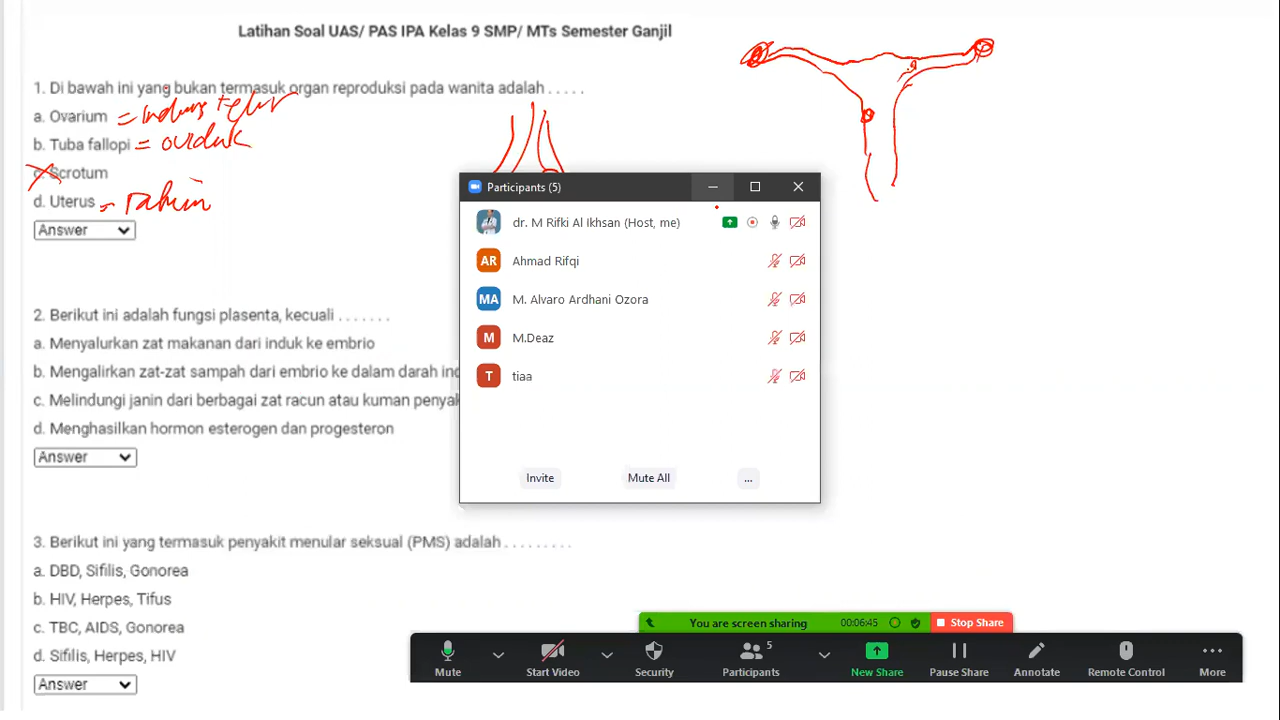 Latihan Soal UAS/ PAS IPA Kelas 9 SMP/ MTs Semester Ganjil
1. Di bawah ini yang bukan termasuk organ reproduksi pada wanita adalah . . . . .
a. Ovarium = indung telur
b. Tuba fallopi = oviduk
c. Scrotum
d. Uterus = rahim
Answer
2. Berikut ini adalah fungsi plasenta, kecuali . . . . . . .
a. Menyalurkan zat makanan dari induk ke embrio
b. Mengalirkan zat-zat sampah dari embrio ke dalam darah ind
c. Melindungi janin dari berbagai zat racun atau kuman penyak
d. Menghasilkan hormon esterogen dan progesteron
Answer
3. Berikut ini yang termasuk penyakit menular seksual (PMS) adalah . . . . . . . . .
a. DBD, Sifilis, Gonorea
b. HIV, Herpes, Tifus
c. TBC, AIDS, Gonorea
d. Sifilis, Herpes, HIV
Answer
Participants (5)
dr. M Rifki Al Ikhsan (Host, me)
AR Ahmad Rifqi
MA M. Alvaro Ardhani Ozora
M M.Deaz
T tiaa
Invite Mute All ...
You are screen sharing 00:06:45 Stop Share
5
Mute Start Video Security Participants New Share Pause Share Annotate Remote Control More